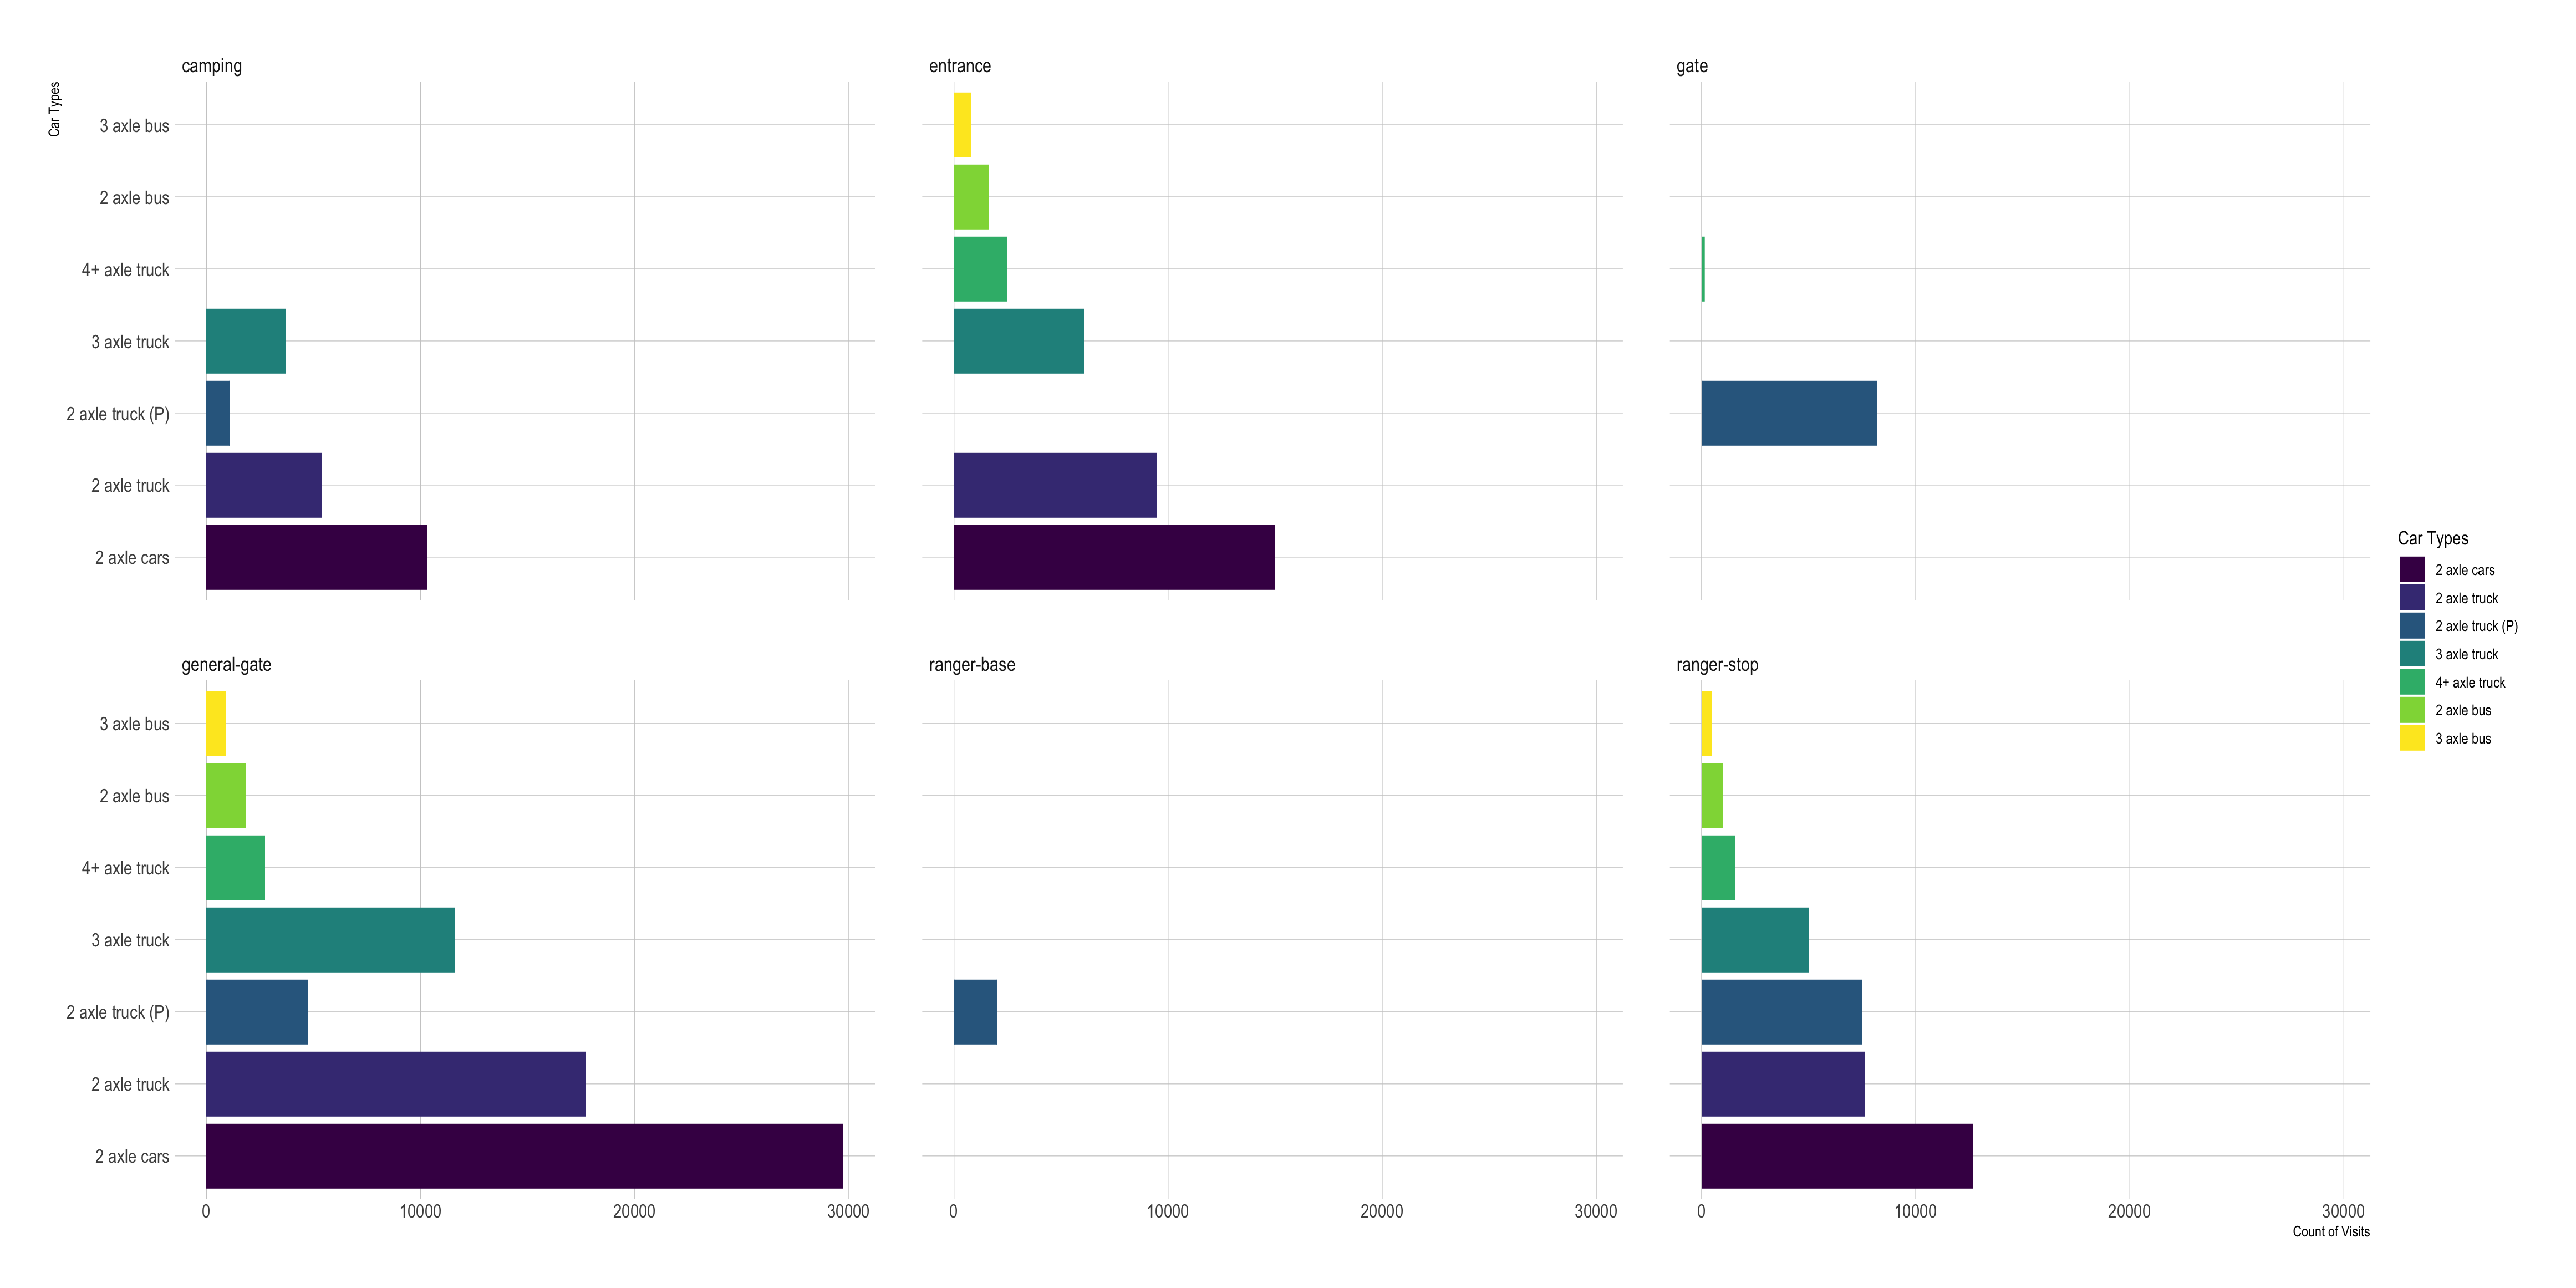 camping
entrance
gate
Car Types
3 axle bus
2 axle bus
4+ axle truck
3 axle truck
2 axle truck (P)
2 axle truck
2 axle cars
general-gate
ranger-base
ranger-stop
3 axle bus
2 axle bus
4+ axle truck
3 axle truck
2 axle truck (P)
2 axle truck
2 axle cars
0 10000 20000 30000
0 10000 20000 30000
0 10000 20000 30000
Count of Visits
Car Types
2 axle cars
2 axle truck
2 axle truck (P)
3 axle truck
4+ axle truck
2 axle bus
3 axle bus